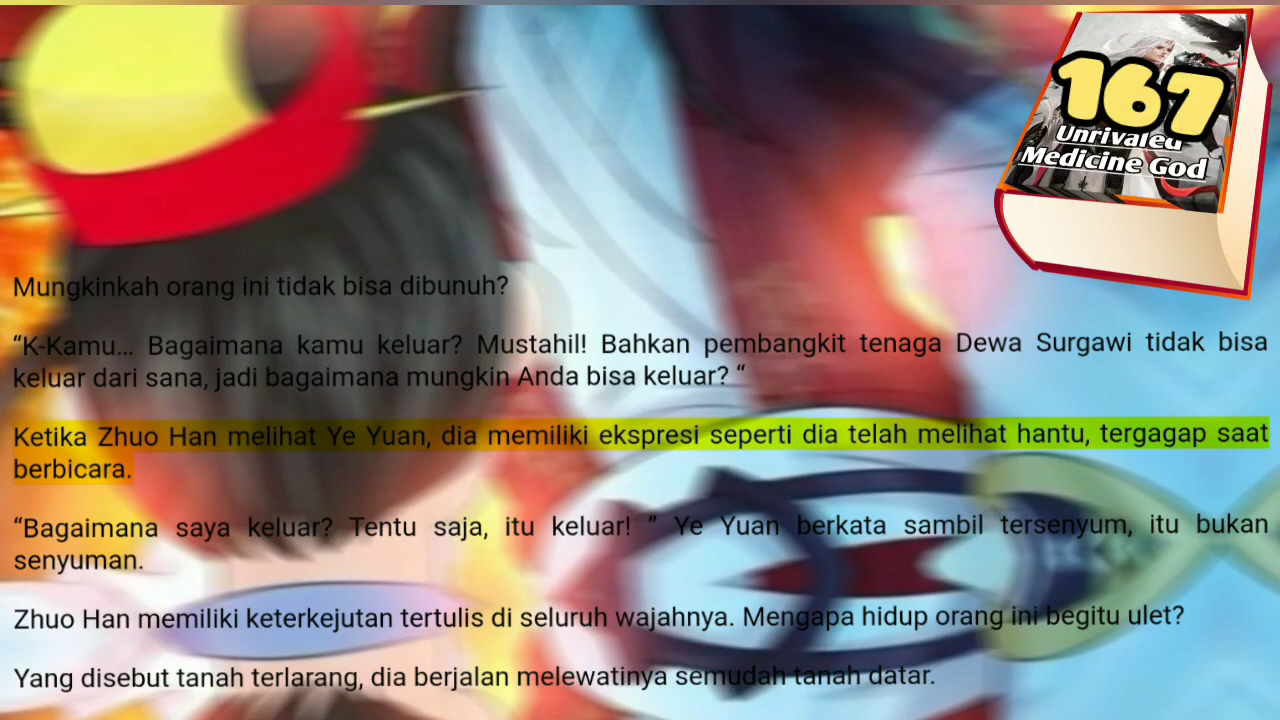 167
Unrivaled
Medicine God
Mungkinkah orang ini tidak bisa dibunuh?
“K-Kamu... Bagaimana kamu keluar? Mustahil! Bahkan pembangkit tenaga Dewa Surgawi tidak bisa
keluar dari sana, jadi bagaimana mungkin Anda bisa keluar? “
Ketika Zhuo Han melihat Ye Yuan, dia memiliki ekspresi seperti dia telah melihat hantu, tergagap saat
berbicara.
“Bagaimana saya keluar? Tentu saja, itu keluar! ” Ye Yuan berkata sambil tersenyum, itu bukan
senyuman.
Zhuo Han memiliki keterkejutan tertulis di seluruh wajahnya. Mengapa hidup orang ini begitu ulet?
Yang disebut tanah terlarang, dia berjalan melewatinya semudah tanah datar.